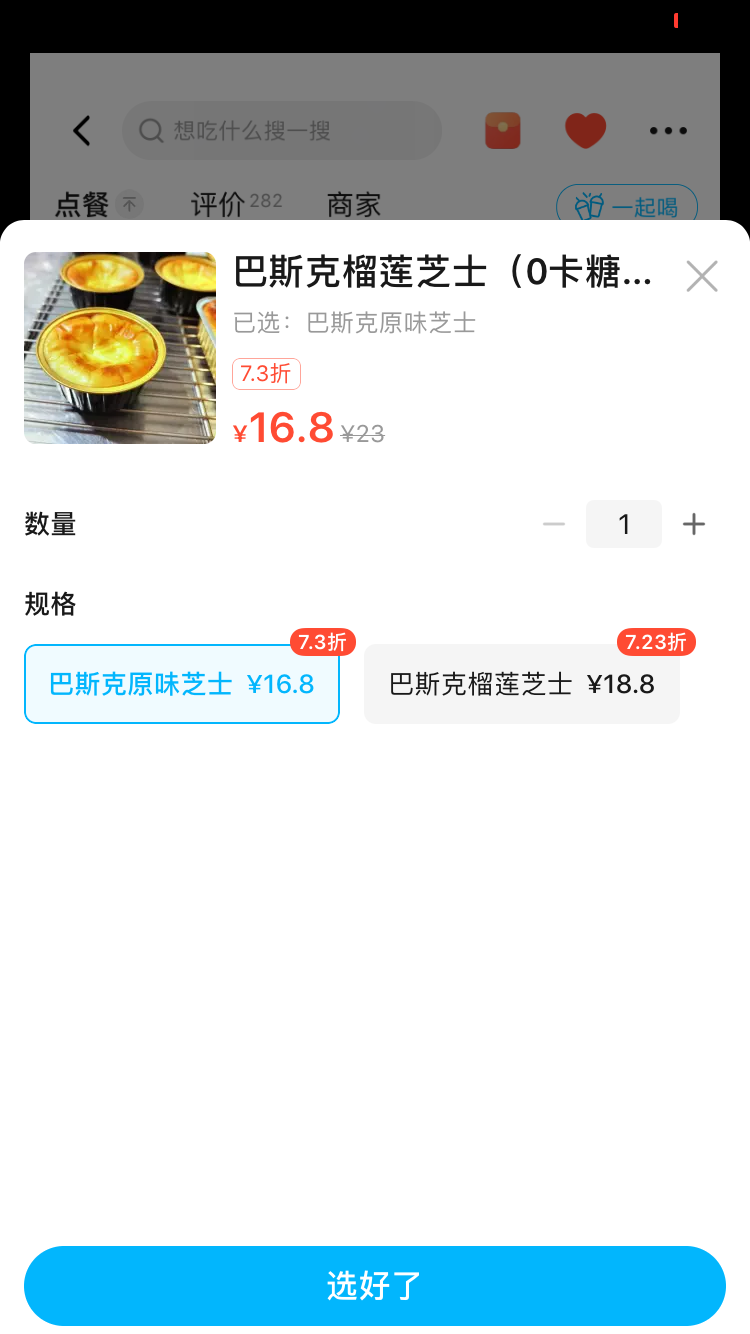 想吃什么搜一搜
点餐 评价 282 商家 一起喝
巴斯克榴莲芝士（0卡糖...
已选：巴斯克原味芝士
7.3折
¥16.8 ¥23
数量 1
规格
7.3折 7.23折
巴斯克原味芝士 ¥16.8 巴斯克榴莲芝士 ¥18.8
选好了